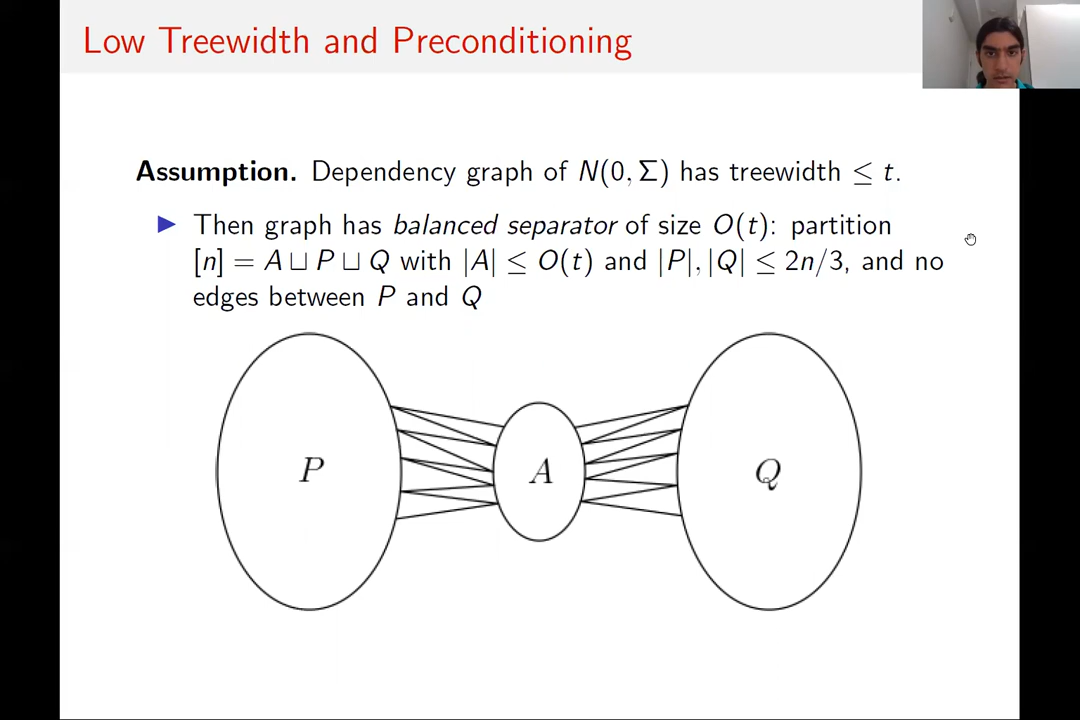 Low Treewidth and Preconditioning
Assumption. Dependency graph of N(0, Σ) has treewidth ≤ t.
▶ Then graph has balanced separator of size O(t): partition
[n] = A ⊔ P ⊔ Q with |A| ≤ O(t) and |P|, |Q| ≤ 2n/3, and no
edges between P and Q
P A Q